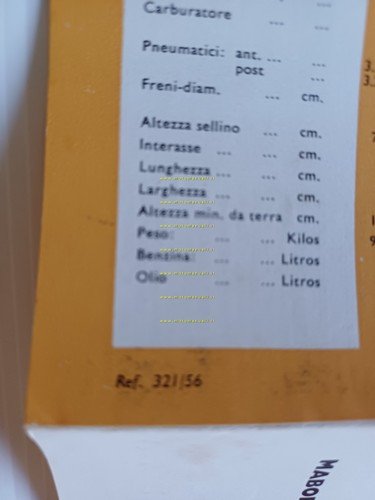 Carburatore ... ...
Pneumatici: ant. ... ...
post ...
Freni-diam. ... cm.
Altezza sellino ... cm.
Interasse ... ... cm.
Lunghezza ... ... cm.
Larghezza ... ... cm.
Altezza min. da terra cm.
Peso: ... ... Kilos
Benzina: ... ... Litros
Olio ... ... Litros
Ref. 321/56
MABO